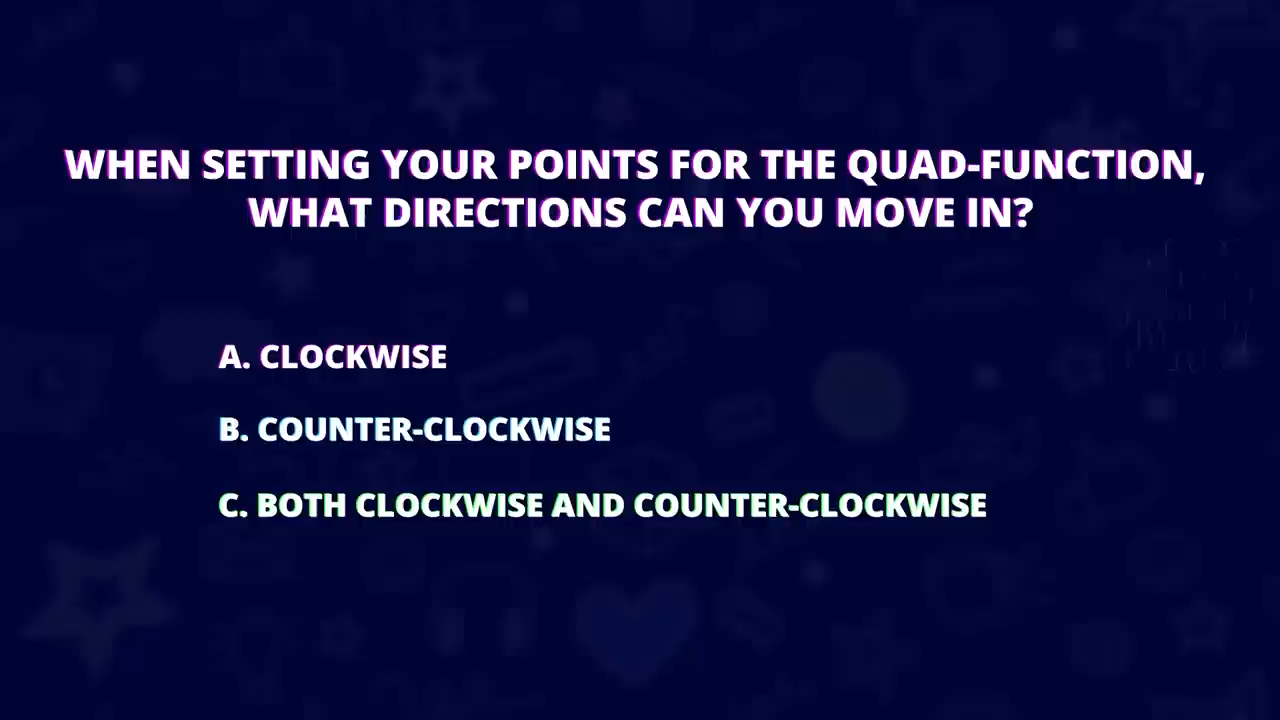 WHEN SETTING YOUR POINTS FOR THE QUAD-FUNCTION,
WHAT DIRECTIONS CAN YOU MOVE IN?
A. CLOCKWISE
B. COUNTER-CLOCKWISE
C. BOTH CLOCKWISE AND COUNTER-CLOCKWISE